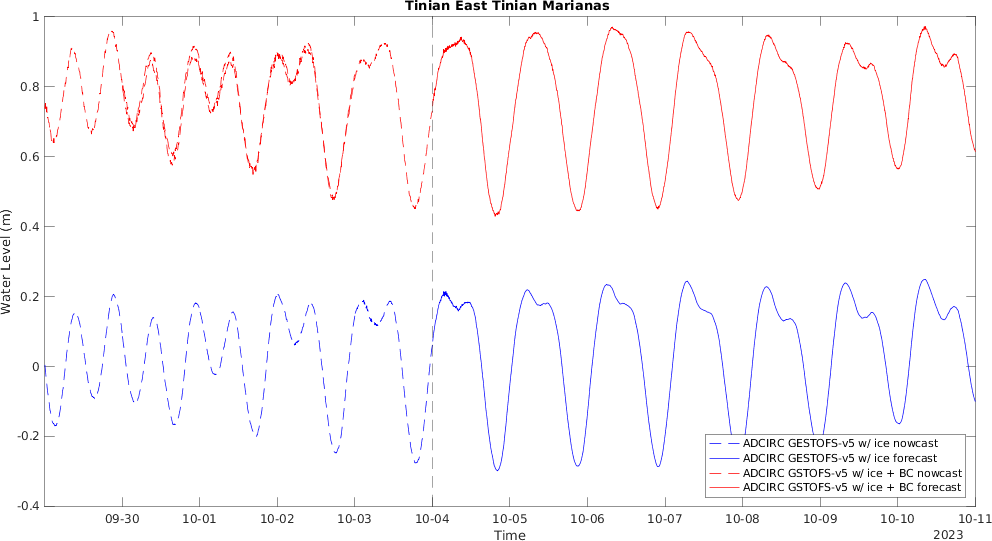 Tinian East Tinian Marianas
1
0.8
0.6
0.4
0.2
0
-0.2
-0.4
Water Level (m)
09-30 10-01 10-02 10-03 10-04 10-05 10-06 10-07 10-08 10-09 10-10 10-11
Time
2023
ADCIRC GESTOFS-v5 w/ ice nowcast
ADCIRC GESTOFS-v5 w/ ice forecast
ADCIRC GSTOFS-v5 w/ ice + BC nowcast
ADCIRC GSTOFS-v5 w/ ice + BC forecast